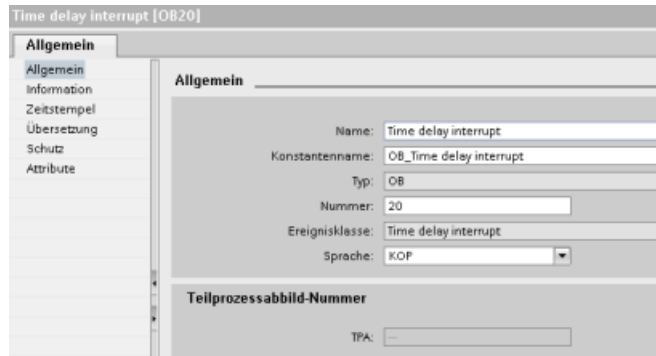 Time delay interrupt [OB20]
Allgemein
Allgemein
Information
Zeitstempel
Übersetzung
Schutz
Attribute
Allgemein
Name: Time delay interrupt
Konstantenname: OB_Time delay interrupt
Typ: OB
Nummer: 20
Ereignisklasse: Time delay interrupt
Sprache: KOP
Teilprozessabbild-Nummer
TPA: ---